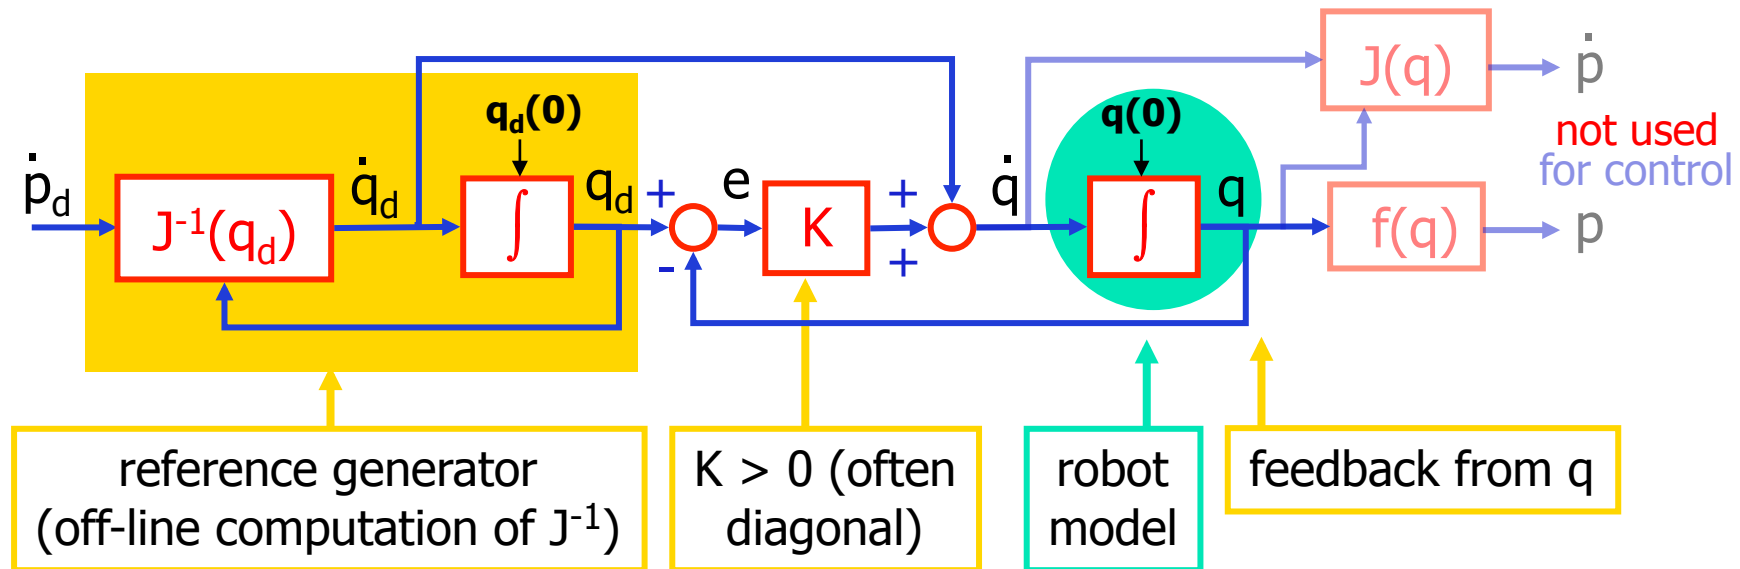 q_d(0)
q(0)
J(q)
ṗ
not used
for control
ṗ_d
J⁻¹(q_d)
q̇_d
∫
q_d
+
-
e
K
+
+
q̇
∫
q
f(q)
p
reference generator
(off-line computation of J⁻¹)
K > 0 (often
diagonal)
robot
model
feedback from q